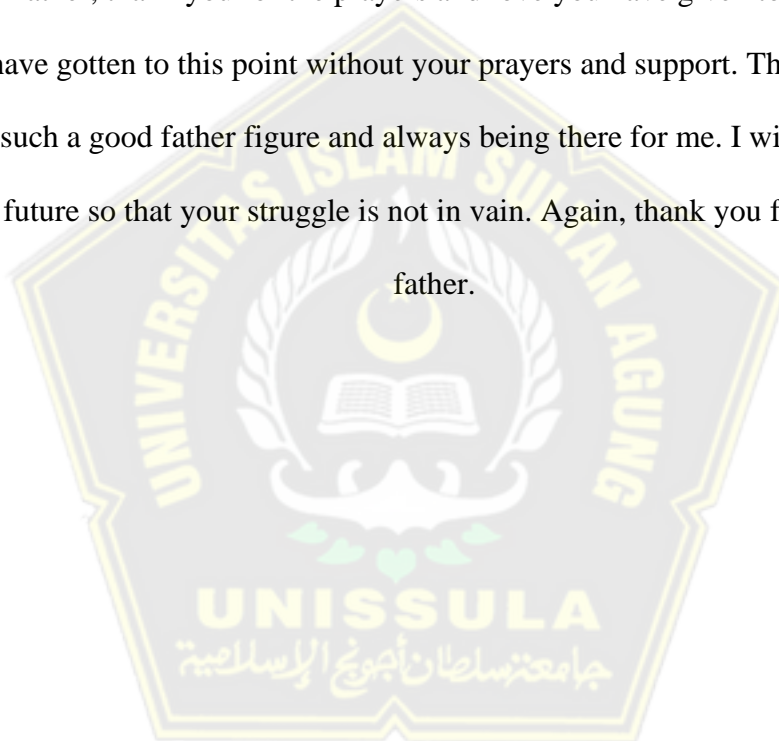 have gotten to this point without your prayers and support.
such a good father figure and always being there for me. I
future so that your struggle is not in vain. Again, thank you
father.
UNIVERSITAS ISLAM SULTAN AGUNG
UNISSULA
جامعتنسلطان أجونج الإسلامية